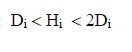 : Dᵢ < Hᵢ < 2Dᵢ